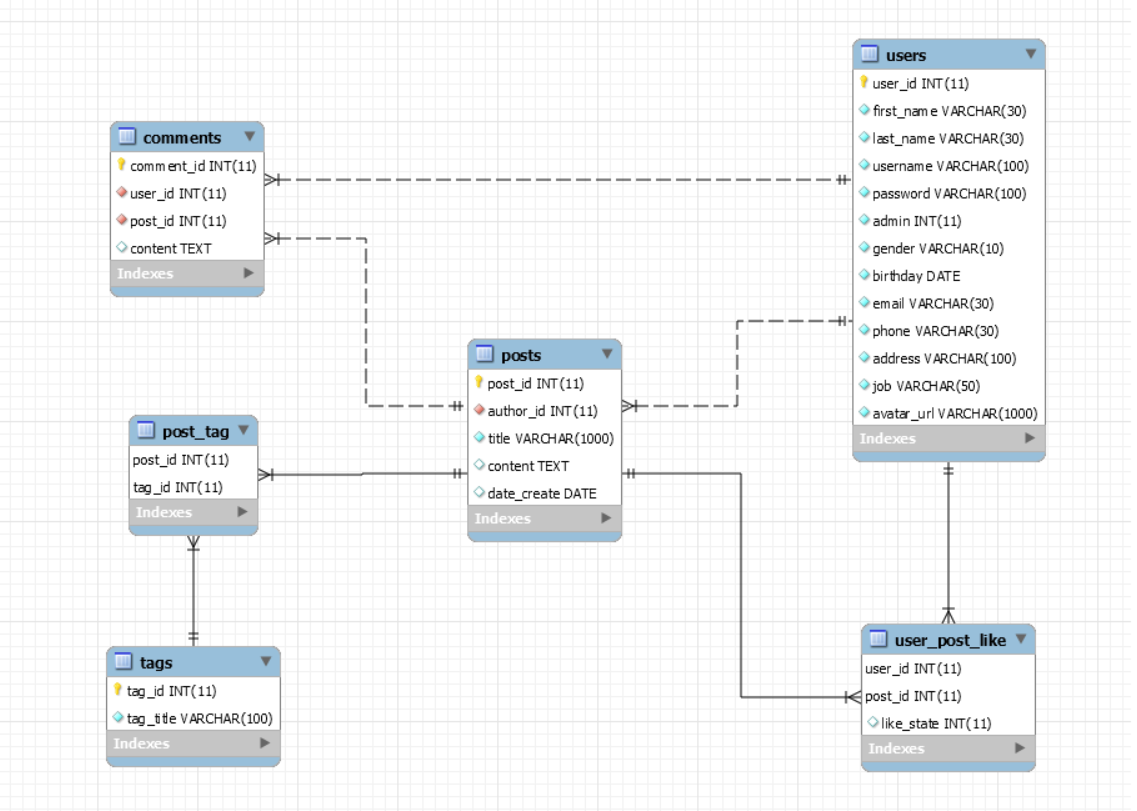 users
user_id INT(11)
first_name VARCHAR(30)
last_name VARCHAR(30)
username VARCHAR(100)
password VARCHAR(100)
admin INT(11)
gender VARCHAR(10)
birthday DATE
email VARCHAR(30)
phone VARCHAR(30)
address VARCHAR(100)
job VARCHAR(50)
avatar_url VARCHAR(1000)
Indexes
comments
comment_id INT(11)
user_id INT(11)
post_id INT(11)
content TEXT
Indexes
posts
post_id INT(11)
author_id INT(11)
title VARCHAR(1000)
content TEXT
date_create DATE
Indexes
post_tag
post_id INT(11)
tag_id INT(11)
Indexes
tags
tag_id INT(11)
tag_title VARCHAR(100)
Indexes
user_post_like
user_id INT(11)
post_id INT(11)
like_state INT(11)
Indexes